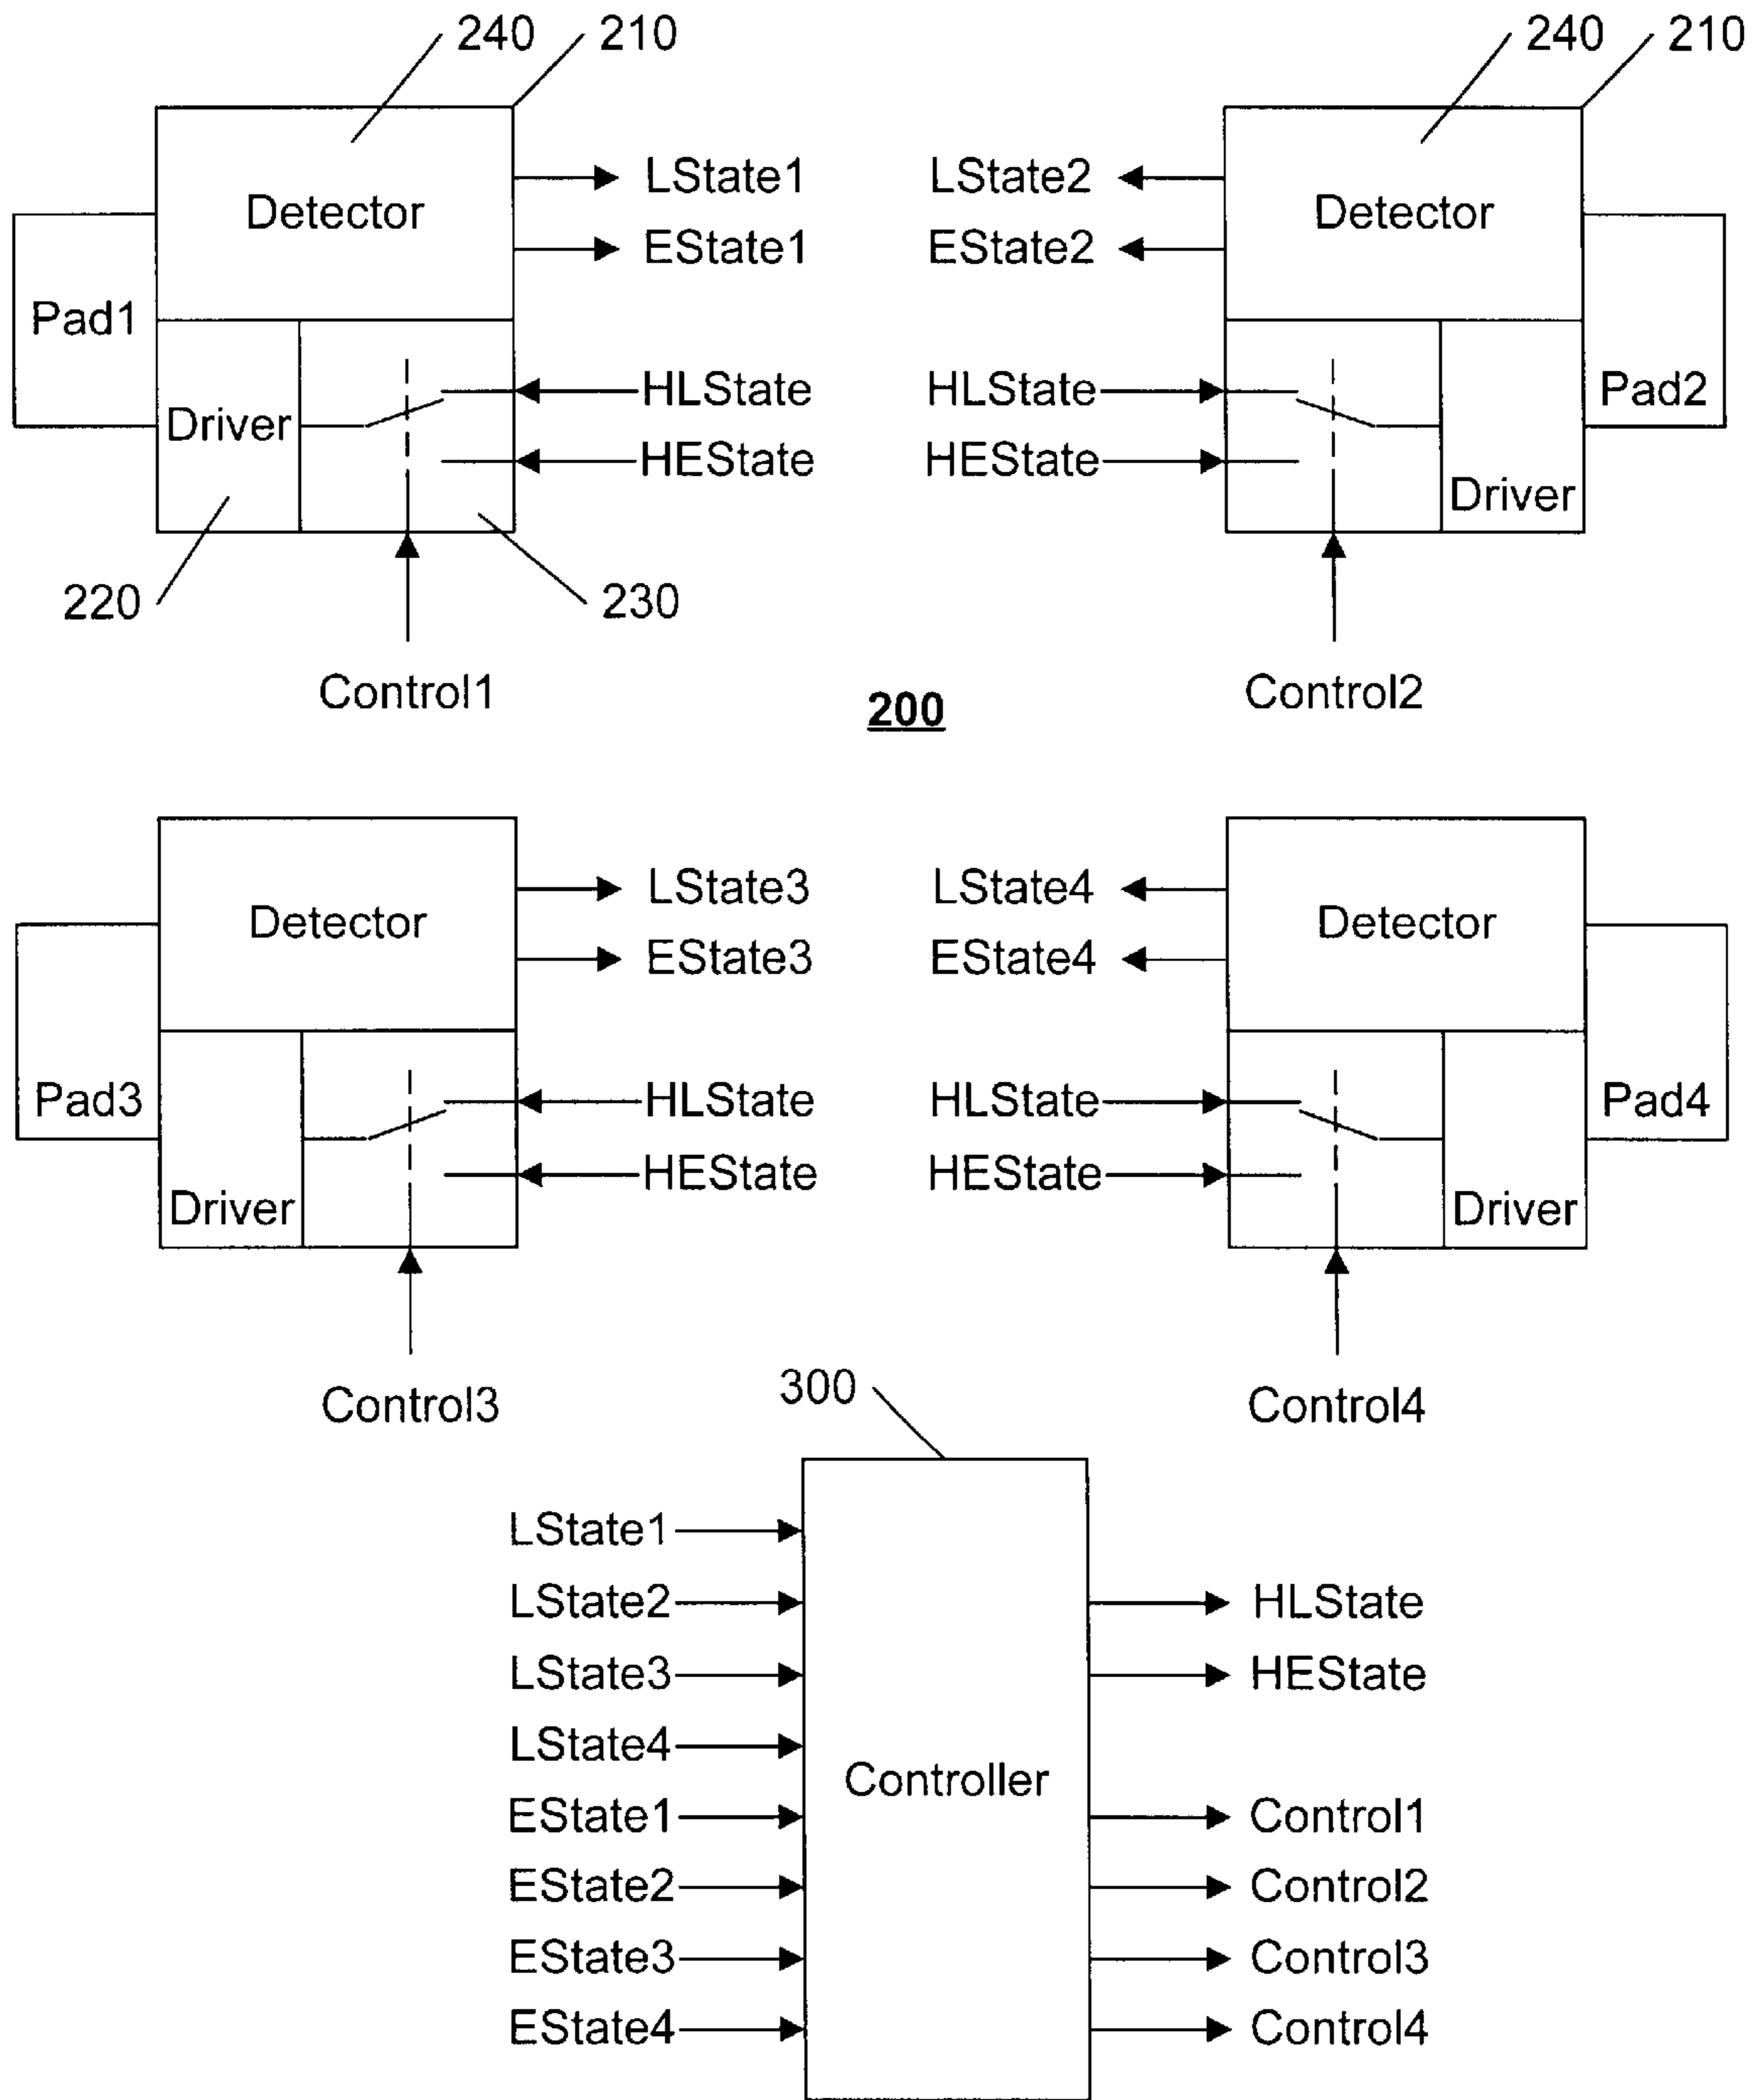 240 210 240 210
LState1 LState2
Detector Detector
EState1 EState2
Pad1
HLState HLState Pad2
Driver
HEState HEState
Driver
220 230
Control1 200 Control2
LState3 LState4
Detector Detector
EState3 EState4
Pad3 HLState HLState Pad4
HEState HEState
Driver Driver
Control3 300 Control4
LState1
LState2 HLState
LState3 HEState
LState4
Controller
EState1 Control1
EState2 Control2
EState3 Control3
EState4 Control4